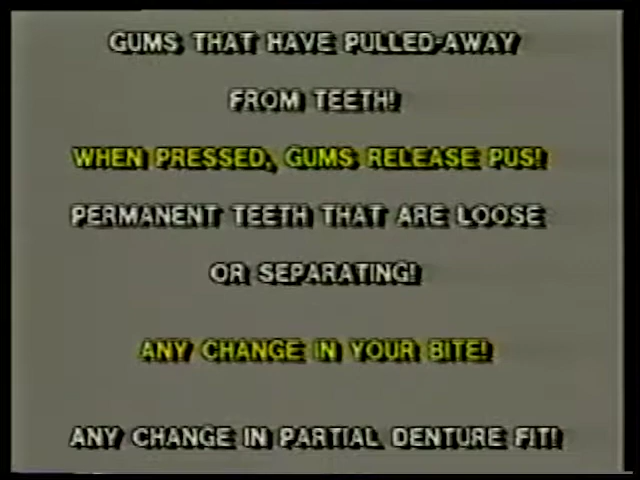 GUMS THAT HAVE PULLED-AWAY
FROM TEETH!
WHEN PRESSED, GUMS RELEASE PUS!
PERMANENT TEETH THAT ARE LOOSE
OR SEPARATING!
ANY CHANGE IN YOUR BITE!
ANY CHANGE IN PARTIAL DENTURE FIT!